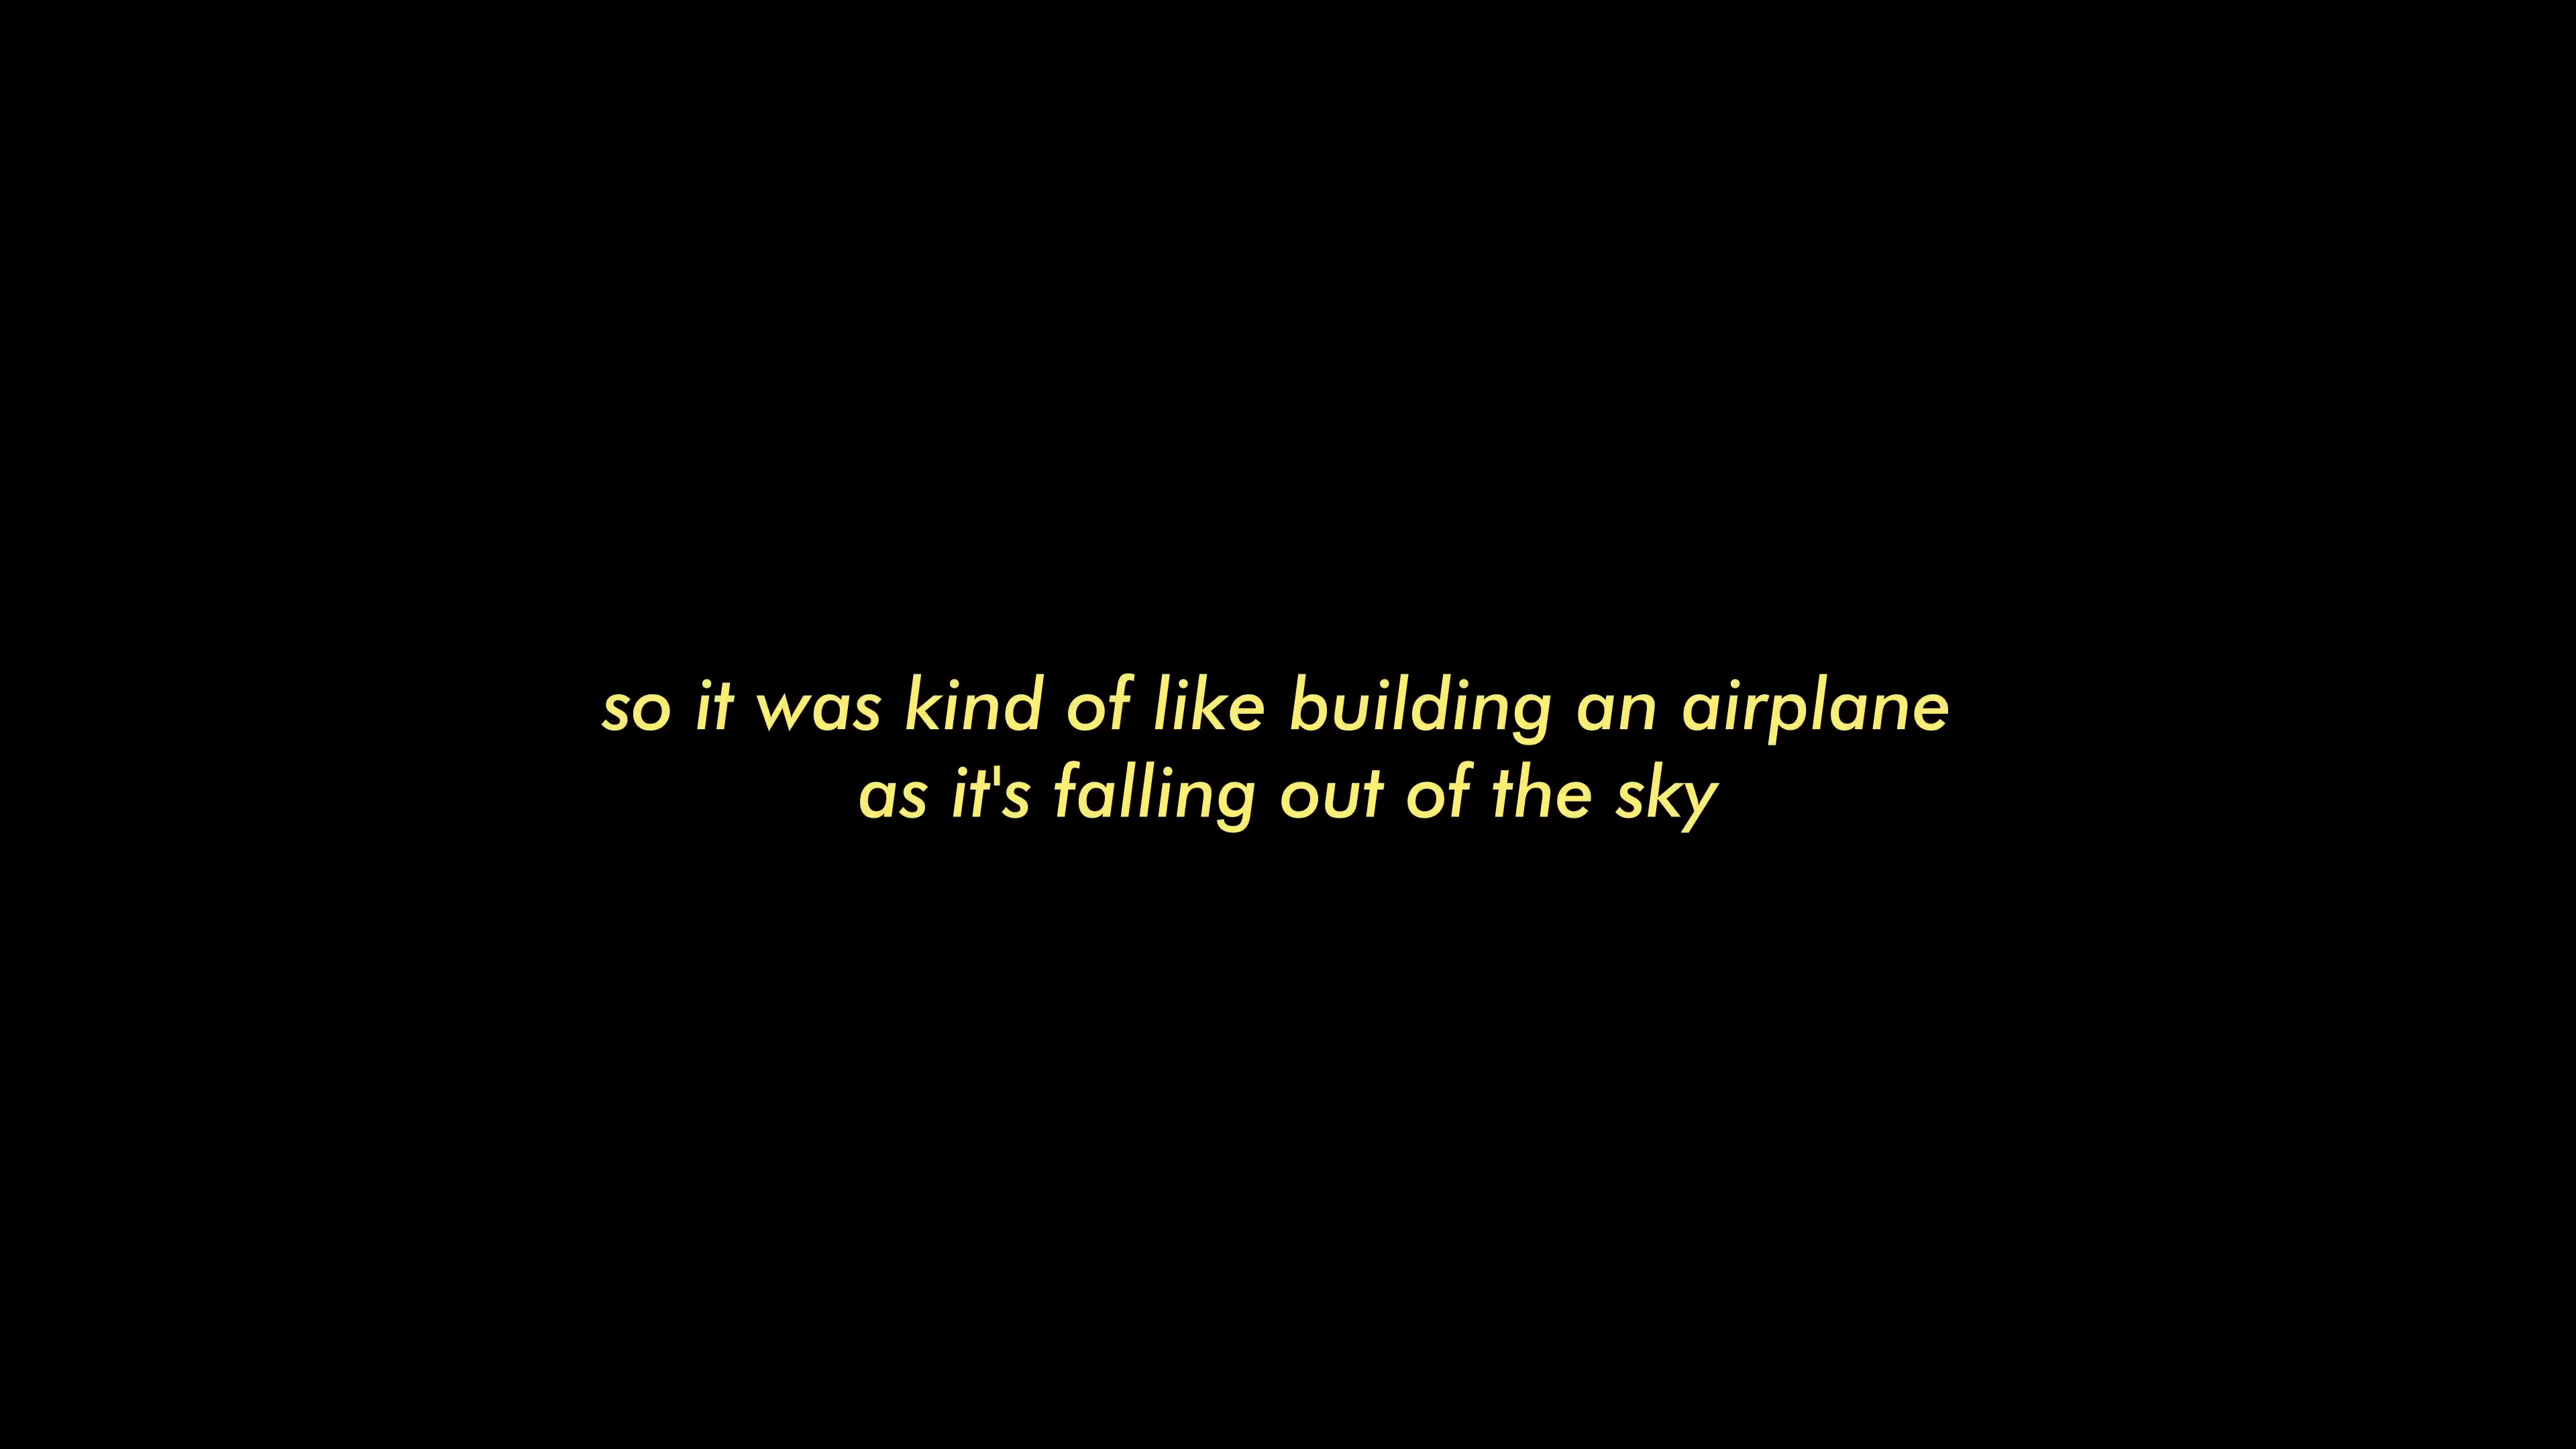 so it was kind of like building an airplane
as it's falling out of the sky